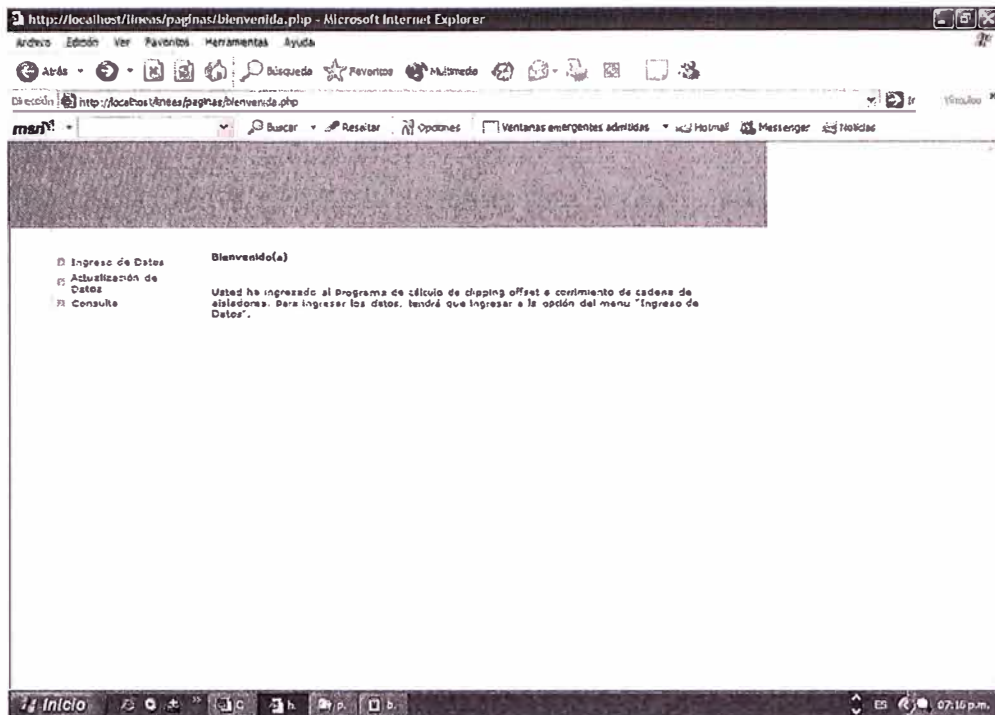 http://localhost/lineas/paginas/bienvenida.php - Microsoft Internet Explorer
Archivo Edición Ver Favoritos Herramientas Ayuda
Atrás Búsqueda Favoritos Multimedia
Dirección http://localhost/lineas/paginas/bienvenida.php Ir Vínculos »
msn Buscar Resaltar Opciones Ventanas emergentes admitidas Hotmail Messenger Noticias
Ingreso de Datos
Actualización de
Datos
Consulta
Bienvenido(a)
Usted ha ingresado al Programa de cálculo de clipping offset o corrimiento de cadena de
aisladores. Para ingresar los datos, tendrá que ingresar a la opción del menu "Ingreso de
Datos".
Inicio » C h. p. b. ES 07:16 p.m.